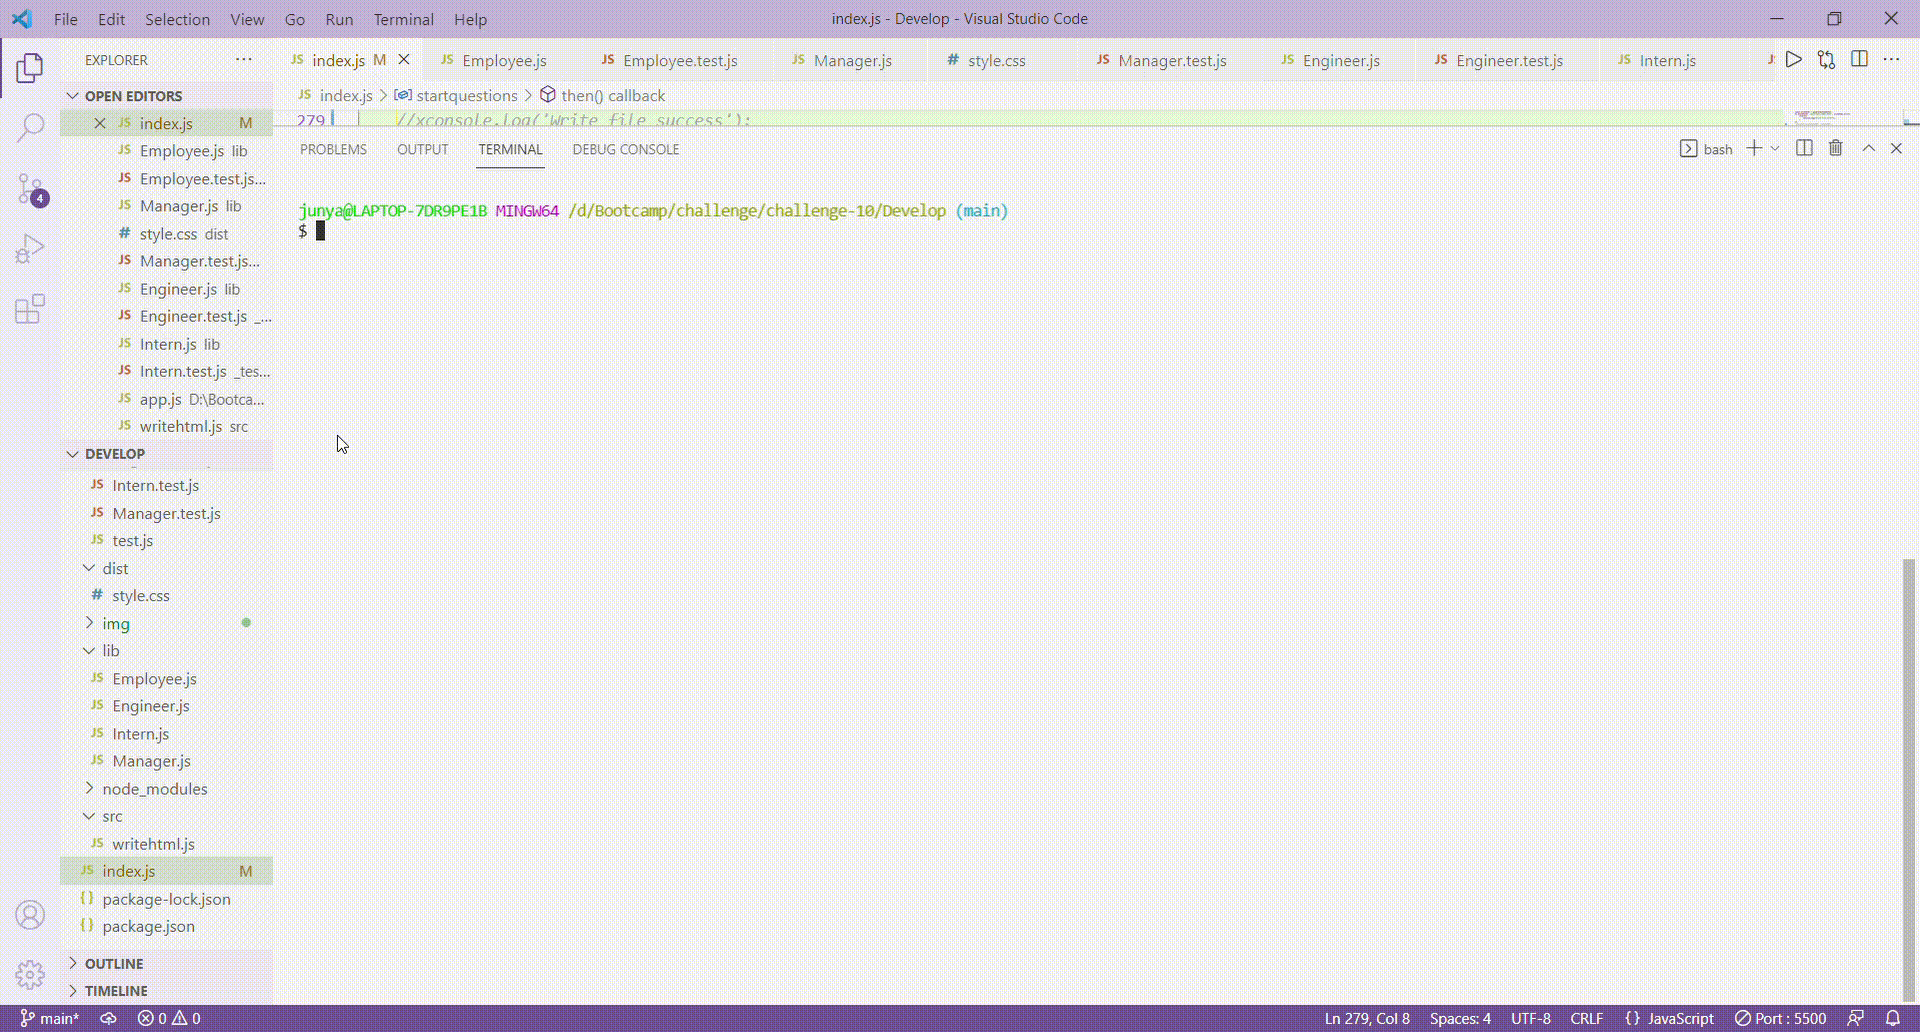 File Edit Selection View Go Run Terminal Help
index.js - Develop - Visual Studio Code
EXPLORER ...
JS index.js M
JS Employee.js
JS Employee.test.js
JS Manager.js
# style.css
JS Manager.test.js
JS Engineer.js
JS Engineer.test.js
JS Intern.js
JS index.js > startquestions > then() callback
279 //xconsole.log('Write file success');
OPEN EDITORS
JS index.js M
JS Employee.js lib
JS Employee.test.js...
JS Manager.js lib
# style.css dist
JS Manager.test.js...
JS Engineer.js lib
JS Engineer.test.js _...
JS Intern.js lib
JS Intern.test.js _tes...
JS app.js D:\Bootca...
JS writehtml.js src
DEVELOP
JS Intern.test.js
JS Manager.test.js
JS test.js
dist
# style.css
img
lib
JS Employee.js
JS Engineer.js
JS Intern.js
JS Manager.js
node_modules
src
JS writehtml.js
JS index.js M
{} package-lock.json
{} package.json
OUTLINE
TIMELINE
4
PROBLEMS OUTPUT TERMINAL DEBUG CONSOLE
bash
junya@LAPTOP-7DR9PE1B MINGW64 /d/Bootcamp/challenge/challenge-10/Develop (main)
$
main* 0 0
Ln 279, Col 8 Spaces: 4 UTF-8 CRLF {} JavaScript Port : 5500